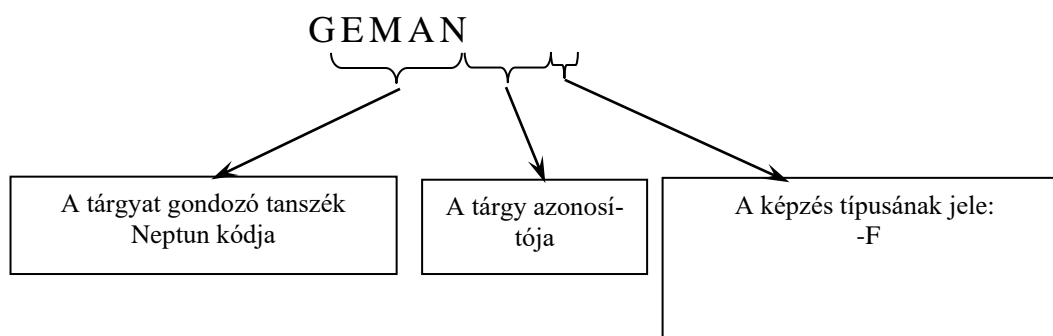 GEMAN
A tárgyat gondozó tanszék
Neptun kódja
A tárgy azonosí-
tója
A képzés típusának jele:
-F